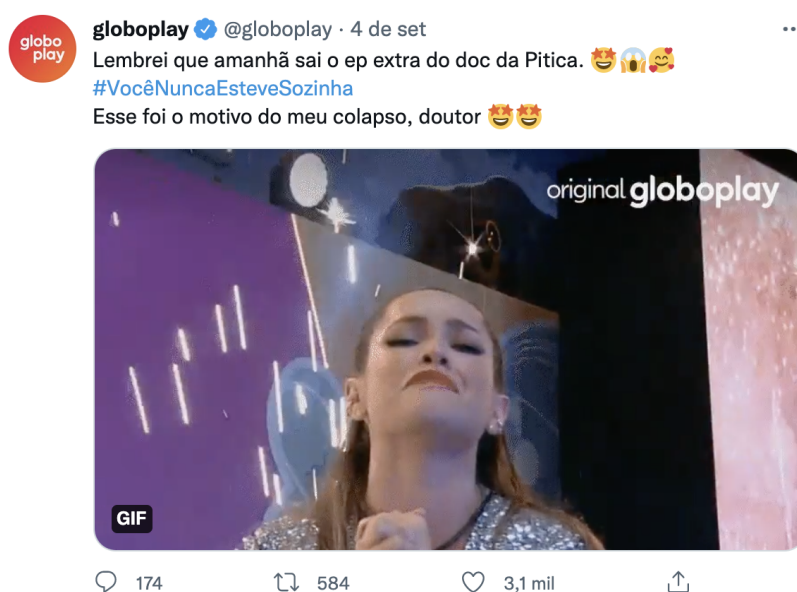 globo
play
globoplay @globoplay · 4 de set
Lembrei que amanhã sai o ep extra do doc da Pitica. 🤩😱🥰
#VocêNuncaEsteveSozinha
Esse foi o motivo do meu colapso, doutor 🤩🤩
original globoplay
GIF
174 584 3,1 mil